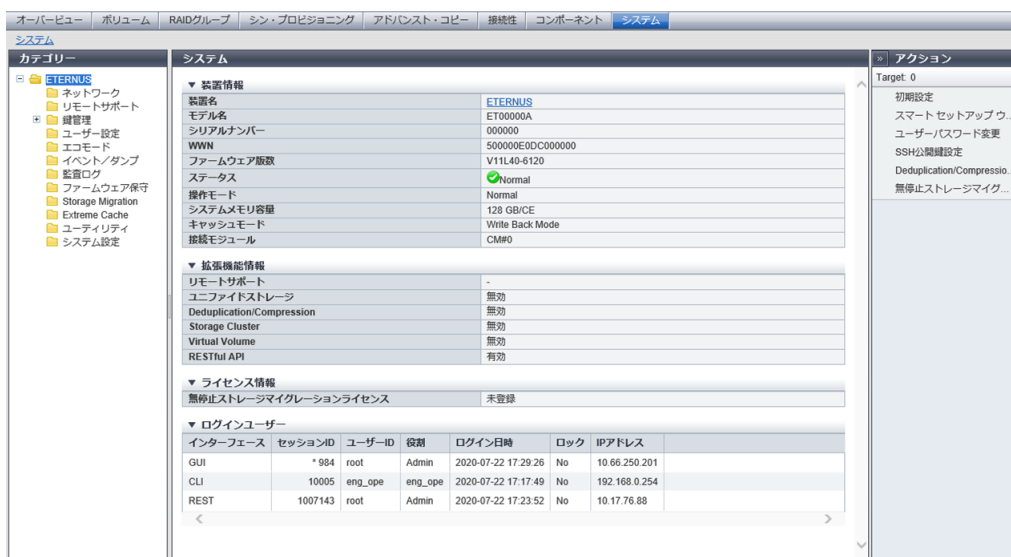 オーバービュー ボリューム RAIDグループ シン・プロビジョニング アドバンスト・コピー 接続性 コンポーネント システム
システム
カテゴリー
ETERNUS
ネットワーク
リモートサポート
鍵管理
ユーザー設定
エコモード
イベント／ダンプ
監査ログ
ファームウェア保守
Storage Migration
Extreme Cache
ユーティリティ
システム設定
システム
▼ 装置情報
装置名 ETERNUS
モデル名 ET00000A
シリアルナンバー 000000
WWN 500000E0DC000000
ファームウェア版数 V11L40-6120
ステータス Normal
操作モード Normal
システムメモリ容量 128 GB/CE
キャッシュモード Write Back Mode
接続モジュール CM#0
▼ 拡張機能情報
リモートサポート -
ユニファイドストレージ 無効
Deduplication/Compression 無効
Storage Cluster 無効
Virtual Volume 無効
RESTful API 有効
▼ ライセンス情報
無停止ストレージマイグレーションライセンス 未登録
▼ ログインユーザー
インターフェース セッションID ユーザーID 役割 ログイン日時 ロック IPアドレス
GUI * 984 root Admin 2020-07-22 17:29:26 No 10.66.250.201
CLI 10005 eng_ope eng_ope 2020-07-22 17:17:49 No 192.168.0.254
REST 1007143 root Admin 2020-07-22 17:23:52 No 10.17.76.88
» アクション
Target: 0
初期設定
スマート セットアップ ウ...
ユーザーパスワード変更
SSH公開鍵設定
Deduplication/Compressio...
無停止ストレージマイグ...